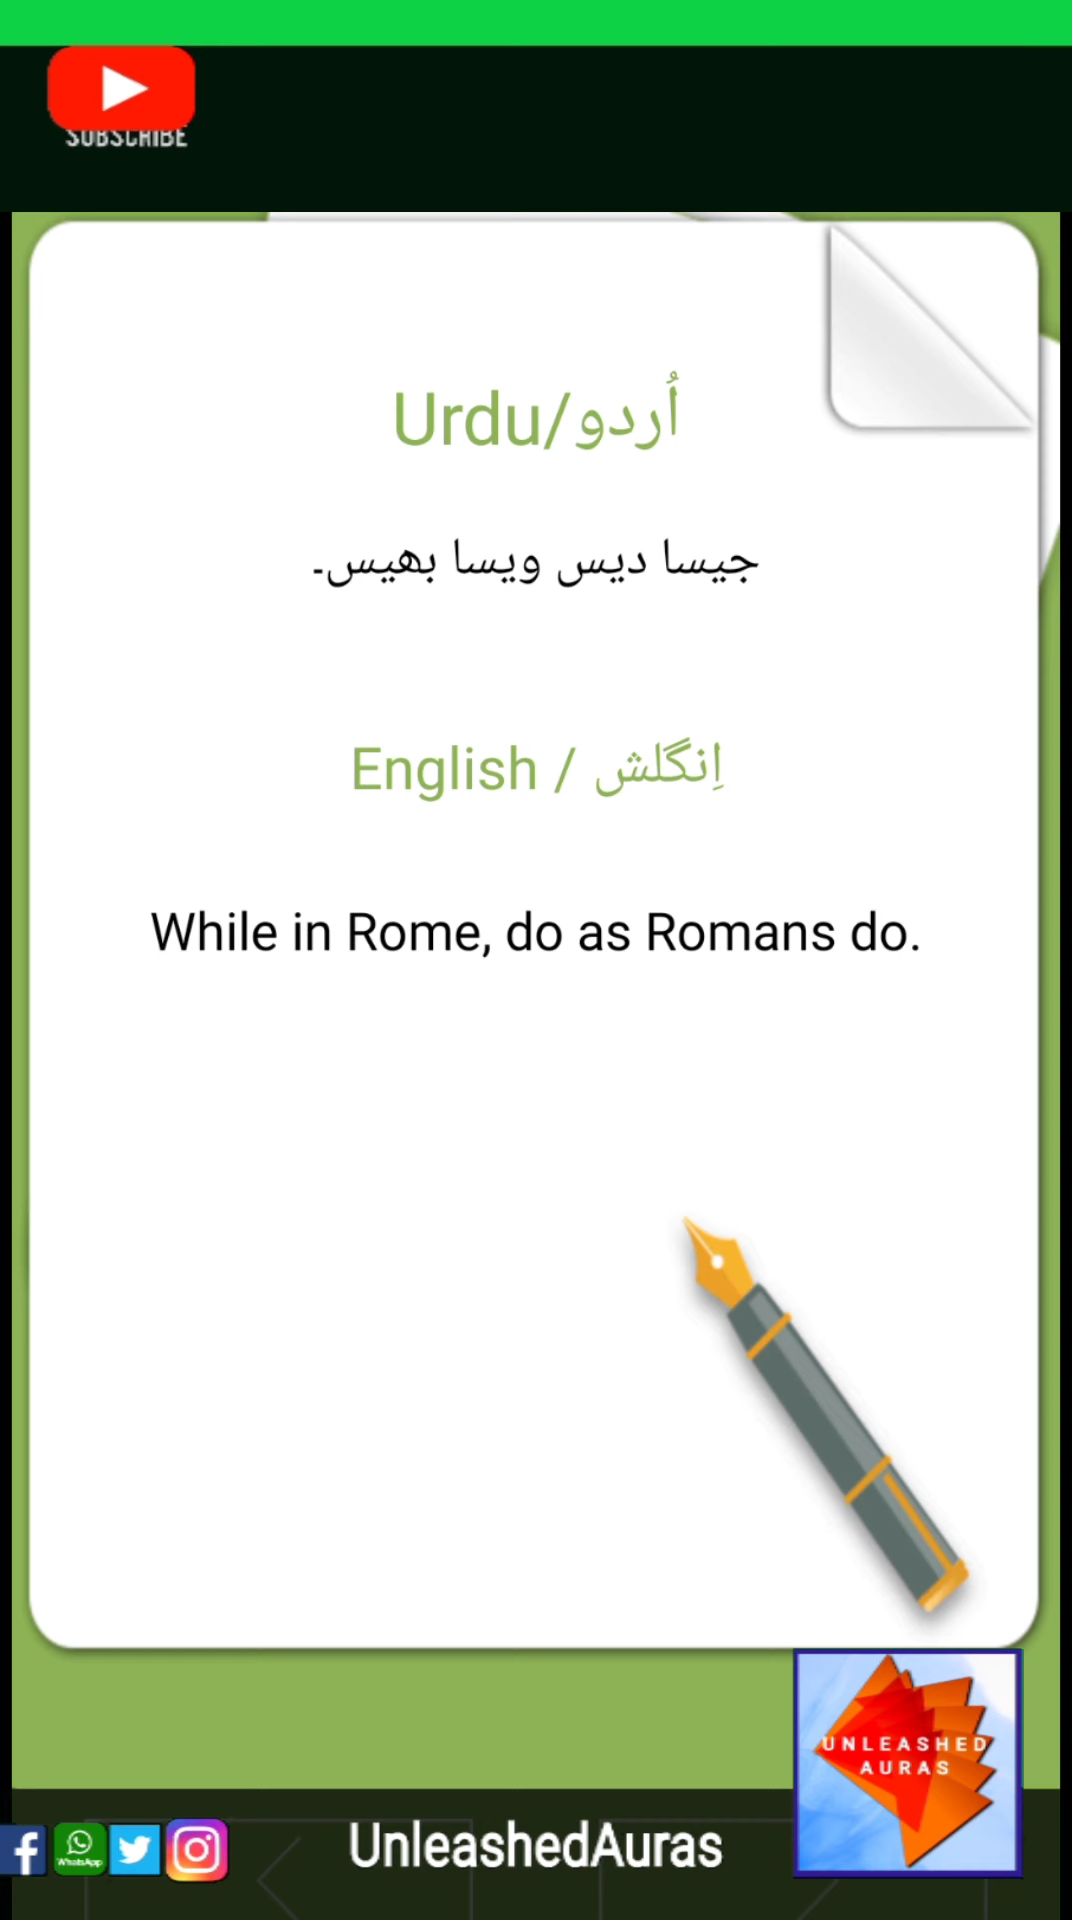 SUBSCRIBE
Urdu/اُردو
جیسا دیس ویسا بھیس۔
English / اِنگلش
While in Rome, do as Romans do.
UNLEASHED
AURAS
WhatsApp
UnleashedAuras